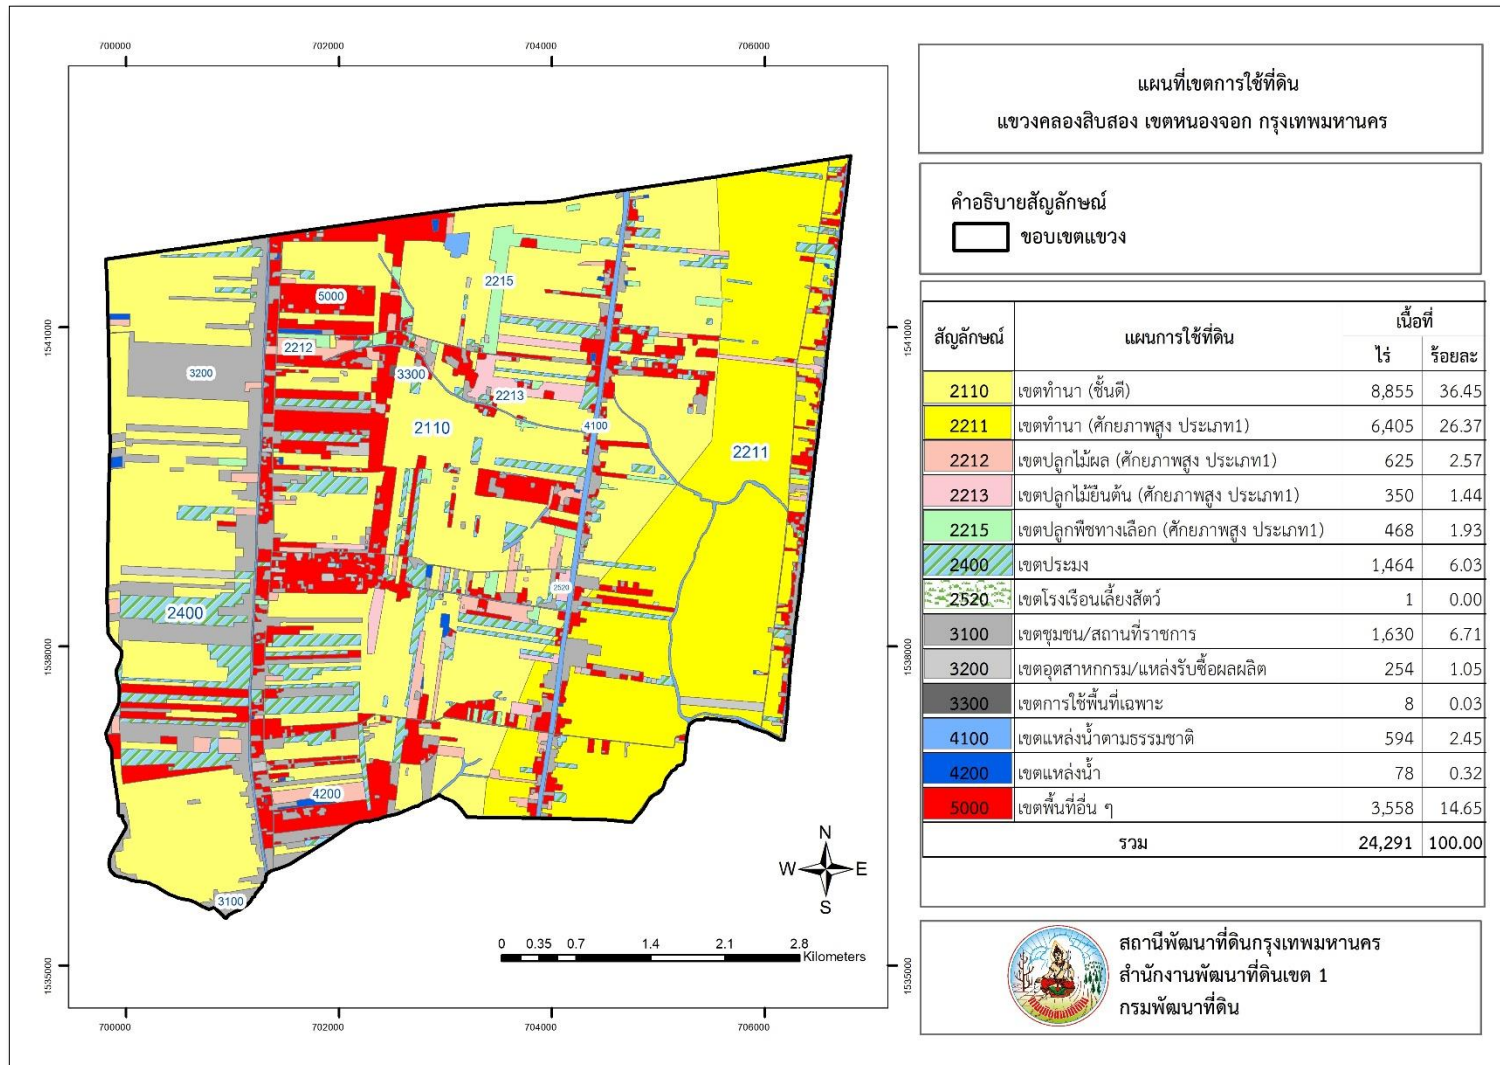 แผนที่เขตการใช้ที่ดิน
แขวงคลองสิบสอง เขตหนองจอก กรุงเทพมหานคร
คำอธิบายสัญลักษณ์
ขอบเขตแขวง
สัญลักษณ์ แผนการใช้ที่ดิน เนื้อที่
ไร่ ร้อยละ
2110 เขตทำนา (ชั้นดี) 8,855 36.45
2211 เขตทำนา (ศักยภาพสูง ประเภท1) 6,405 26.37
2212 เขตปลูกไม้ผล (ศักยภาพสูง ประเภท1) 625 2.57
2213 เขตปลูกไม้ยืนต้น (ศักยภาพสูง ประเภท1) 350 1.44
2215 เขตปลูกพืชทางเลือก (ศักยภาพสูง ประเภท1) 468 1.93
2400 เขตประมง 1,464 6.03
2520 เขตโรงเรือนเลี้ยงสัตว์ 1 0.00
3100 เขตชุมชน/สถานที่ราชการ 1,630 6.71
3200 เขตอุตสาหกกรรม/แหล่งรับซื้อผลผลิต 254 1.05
3300 เขตการใช้พื้นที่เฉพาะ 8 0.03
4100 เขตแหล่งน้ำตามธรรมชาติ 594 2.45
4200 เขตแหล่งน้ำ 78 0.32
5000 เขตพื้นที่อื่น ๆ 3,558 14.65
รวม 24,291 100.00
สถานีพัฒนาที่ดินกรุงเทพมหานคร
สำนักงานพัฒนาที่ดินเขต 1
กรมพัฒนาที่ดิน
700000 702000 704000 706000
1541000 1541000
1538000 1538000
1535000 1535000
700000 702000 704000 706000
2215
5000
2212
3200
3300
2213
2110
4100
2211
2520
2400
4200
3100
N
W E
S
0 0.35 0.7 1.4 2.1 2.8
Kilometers